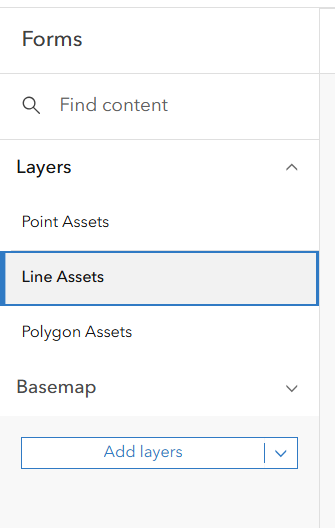 Forms
Find content
Layers
Point Assets
Line Assets
Polygon Assets
Basemap
Add layers